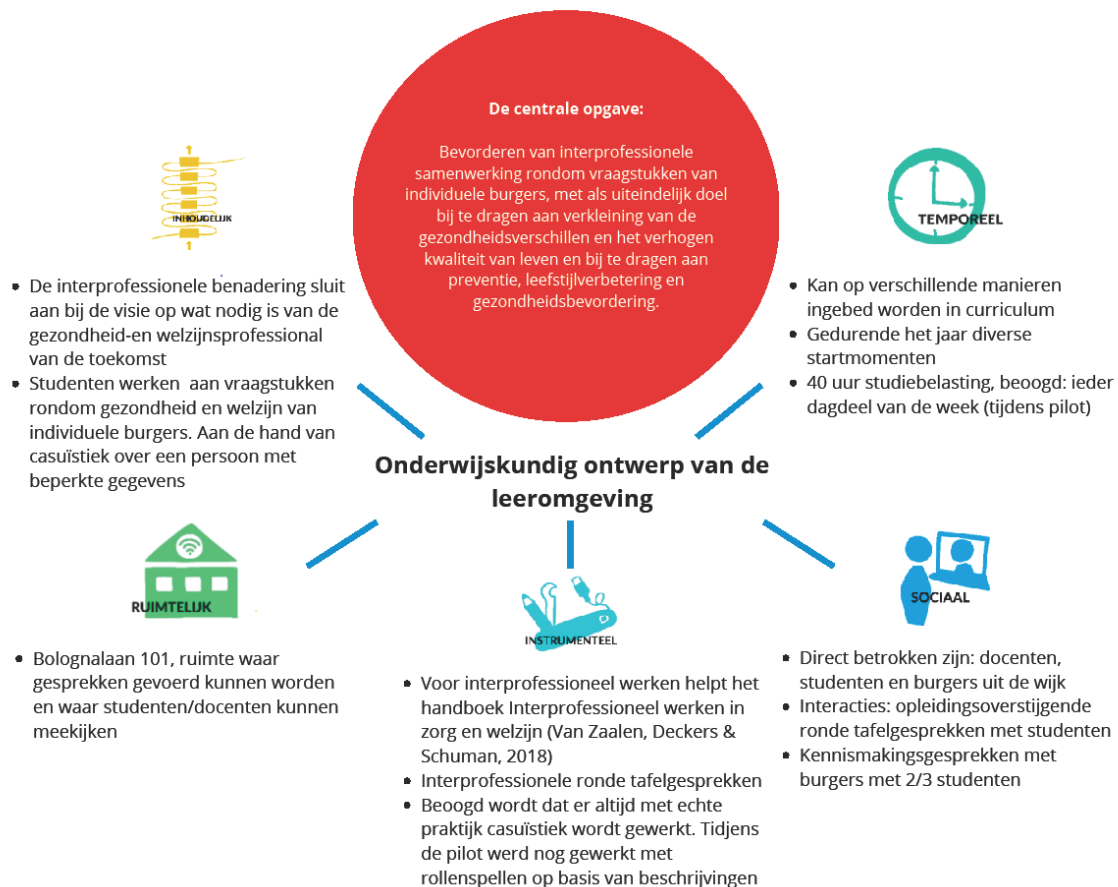 De centrale opgave:
Bevorderen van interprofessionele
samenwerking rondom vraagstukken van
individuele burgers, met als uiteindelijk doel
bij te dragen aan verkleining van de
gezondheidsverschillen en het verhogen
kwaliteit van leven en bij te dragen aan
preventie, leefstijlverbetering en
gezondheidsbevordering.
INHOUDELIJK
• De interprofessionele benadering sluit
aan bij de visie op wat nodig is van de
gezondheid-en welzijnsprofessional
van de toekomst
• Studenten werken aan vraagstukken
rondom gezondheid en welzijn van
individuele burgers. Aan de hand van
casuïstiek over een persoon met
beperkte gegevens
TEMPOREEL
• Kan op verschillende manieren
ingebed worden in curriculum
• Gedurende het jaar diverse
startmomenten
• 40 uur studiebelasting, beoogd: ieder
dagdeel van de week (tijdens pilot)
Onderwijskundig ontwerp van de
leeromgeving
RUIMTELIJK
• Bolognalaan 101, ruimte waar
gesprekken gevoerd kunnen worden
en waar studenten/docenten kunnen
meekijken
INSTRUMENTEEL
• Voor interprofessioneel werken helpt het
handboek Interprofessioneel werken in
zorg en welzijn (Van Zaalen, Deckers &
Schuman, 2018)
• Interprofessionele ronde tafelgesprekken
• Beoogd wordt dat er altijd met echte
praktijk casuïstiek wordt gewerkt. Tidjens
de pilot werd nog gewerkt met
rollenspellen op basis van beschrijvingen
SOCIAAL
• Direct betrokken zijn: docenten,
studenten en burgers uit de wijk
• Interacties: opleidingsoverstijgende
ronde tafelgesprekken met studenten
• Kennismakingsgesprekken met
burgers met 2/3 studenten